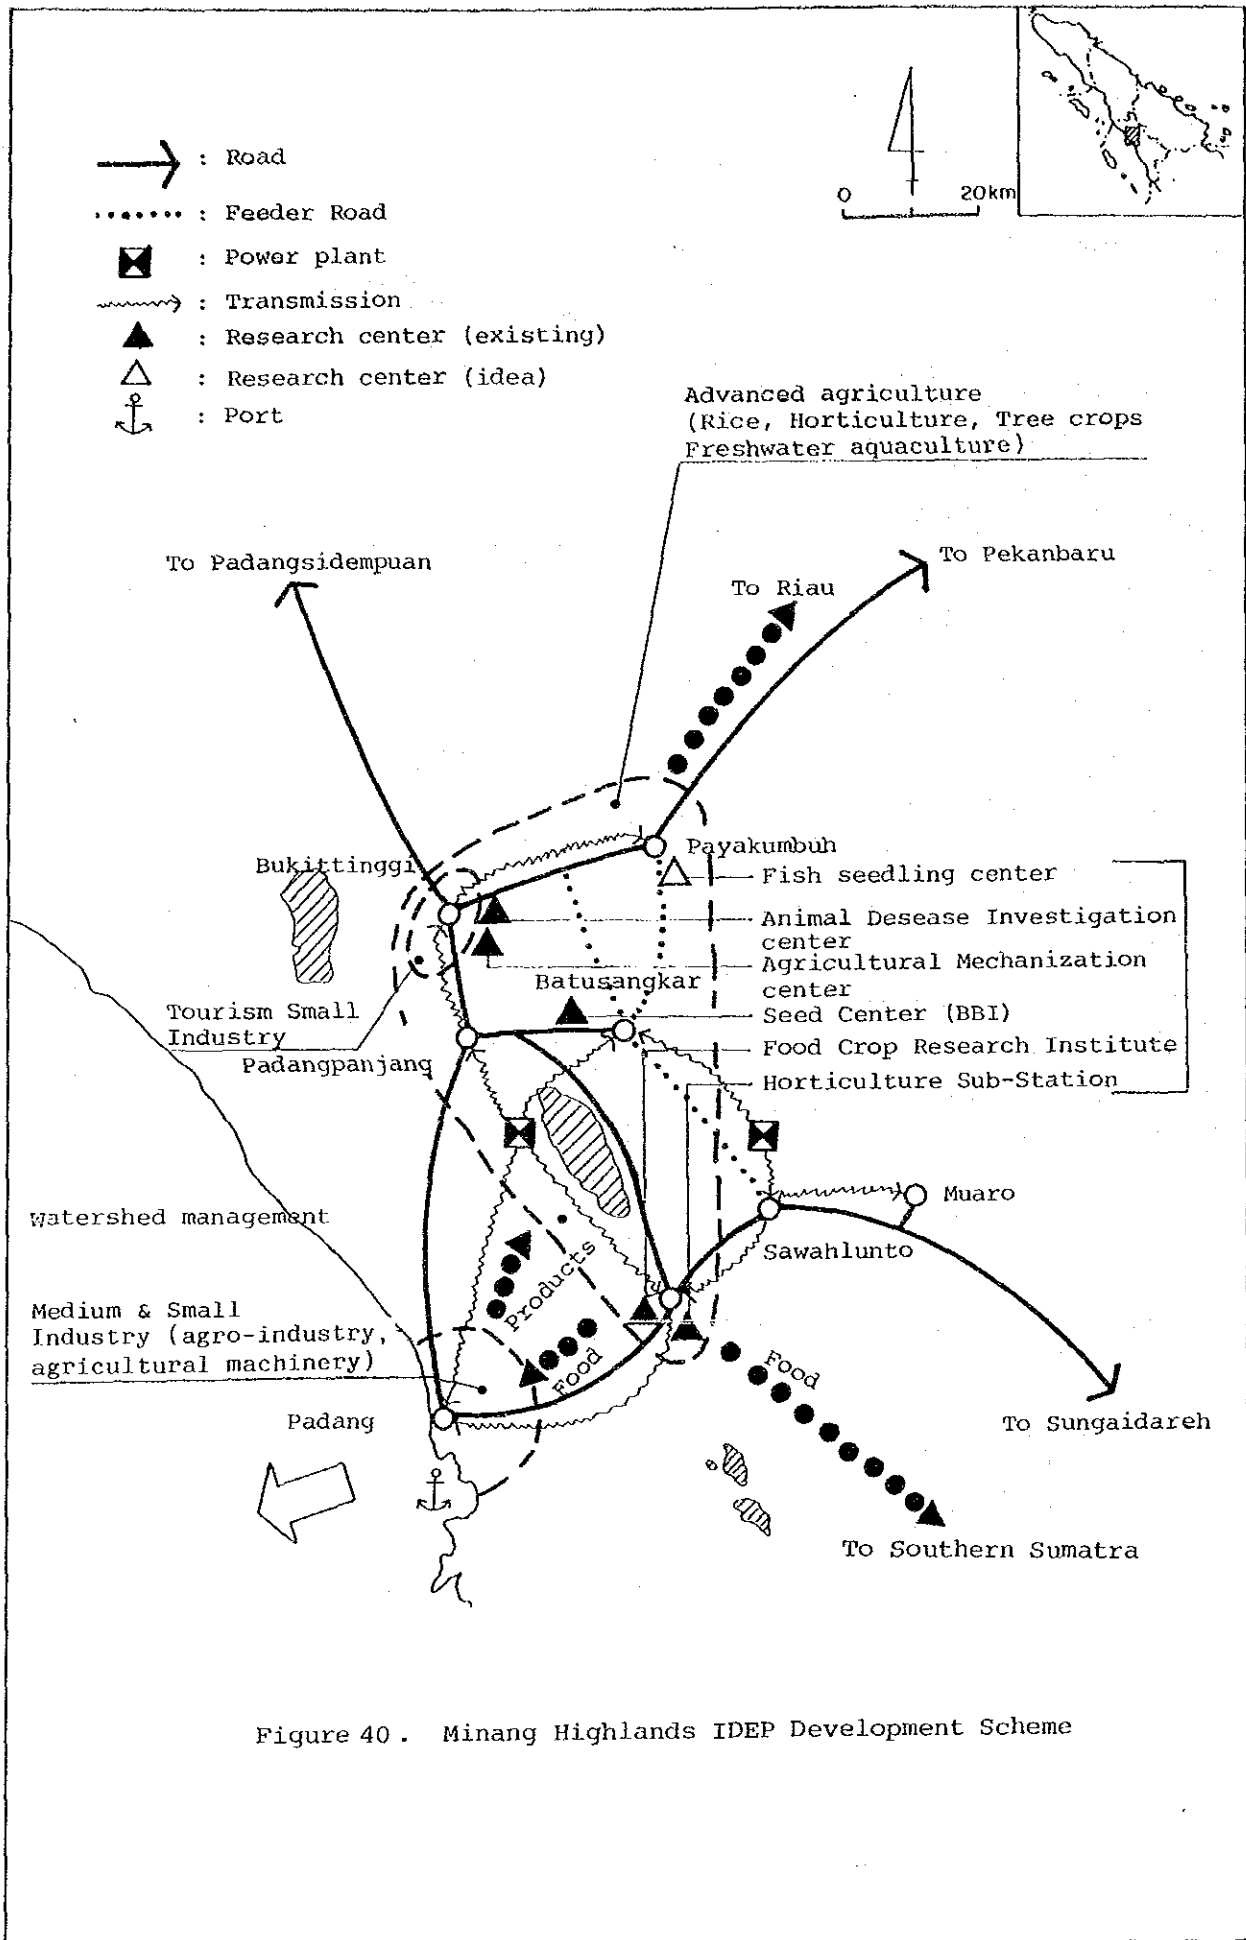 0 20km
: Road
: Feeder Road
: Power plant
: Transmission
: Research center (existing)
: Research center (idea)
: Port
Advanced agriculture
(Rice, Horticulture, Tree crops
Freshwater aquaculture)
To Padangsidempuan
To Pekanbaru
To Riau
Bukittinggi
Payakumbuh
Fish seedling center
Animal Desease Investigation
center
Agricultural Mechanization
center
Batusangkar
Seed Center (BBI)
Tourism Small
Industry
Food Crop Research Institute
Padangpanjang
Horticulture Sub-Station
Muaro
Watershed management
Sawahlunto
Products
Medium & Small
Industry (agro-industry,
agricultural machinery)
Food
Food
Padang
To Sungaidareh
To Southern Sumatra
Figure 40. Minang Highlands IDEP Development Scheme